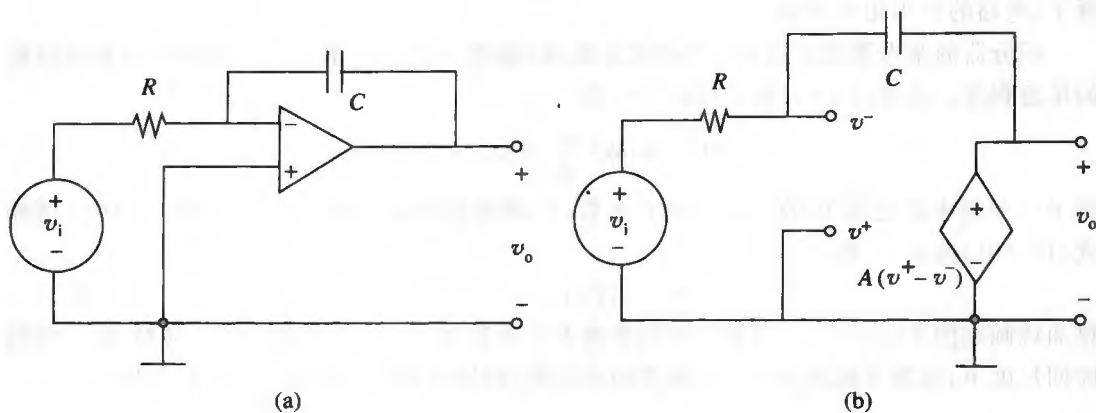 R
C
−
+
+
v_i
−
+
v_o
−
(a)
R
C
v^−
+
v_i
−
v^+
+
−
A(v^+ − v^−)
+
v_o
−
(b)